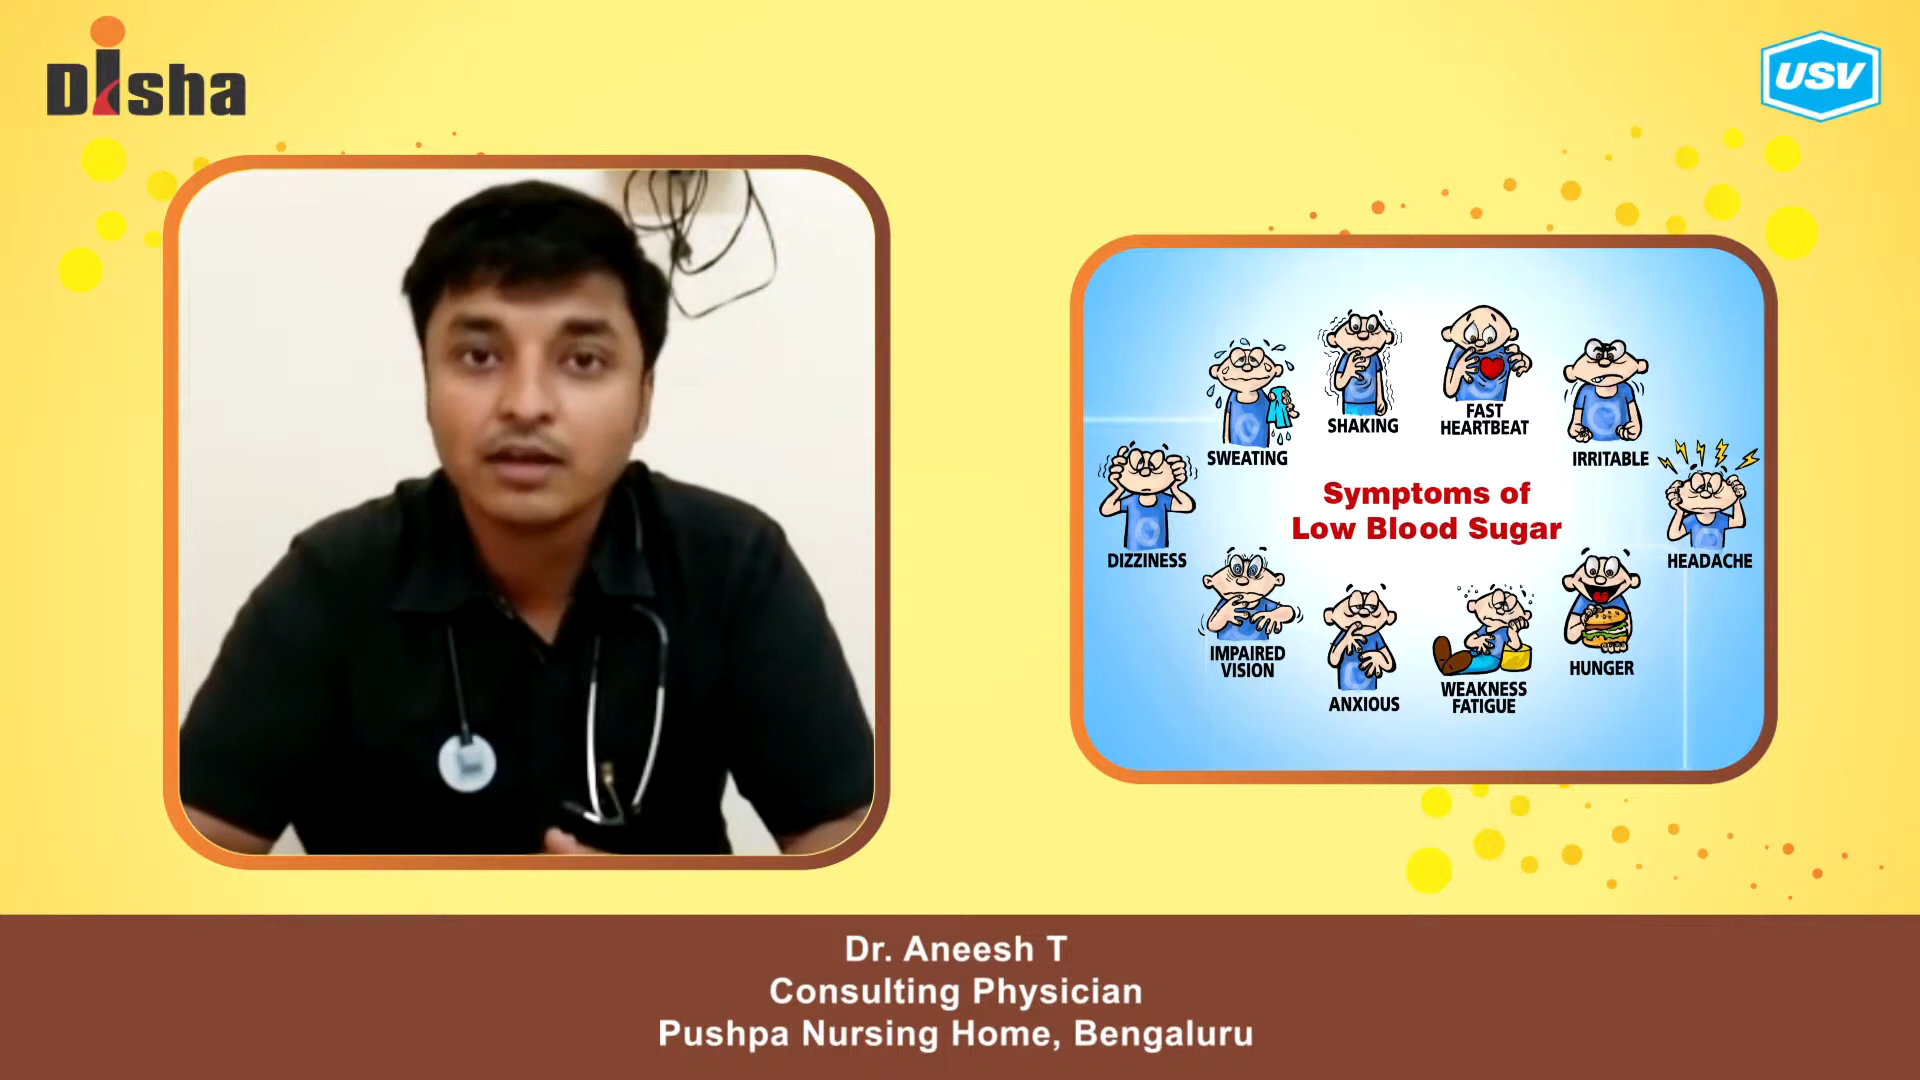 Disha
USV
SWEATING
SHAKING
FAST
HEARTBEAT
IRRITABLE
Symptoms of
Low Blood Sugar
DIZZINESS
HEADACHE
IMPAIRED
VISION
ANXIOUS
WEAKNESS
FATIGUE
HUNGER
Dr. Aneesh T
Consulting Physician
Pushpa Nursing Home, Bengaluru